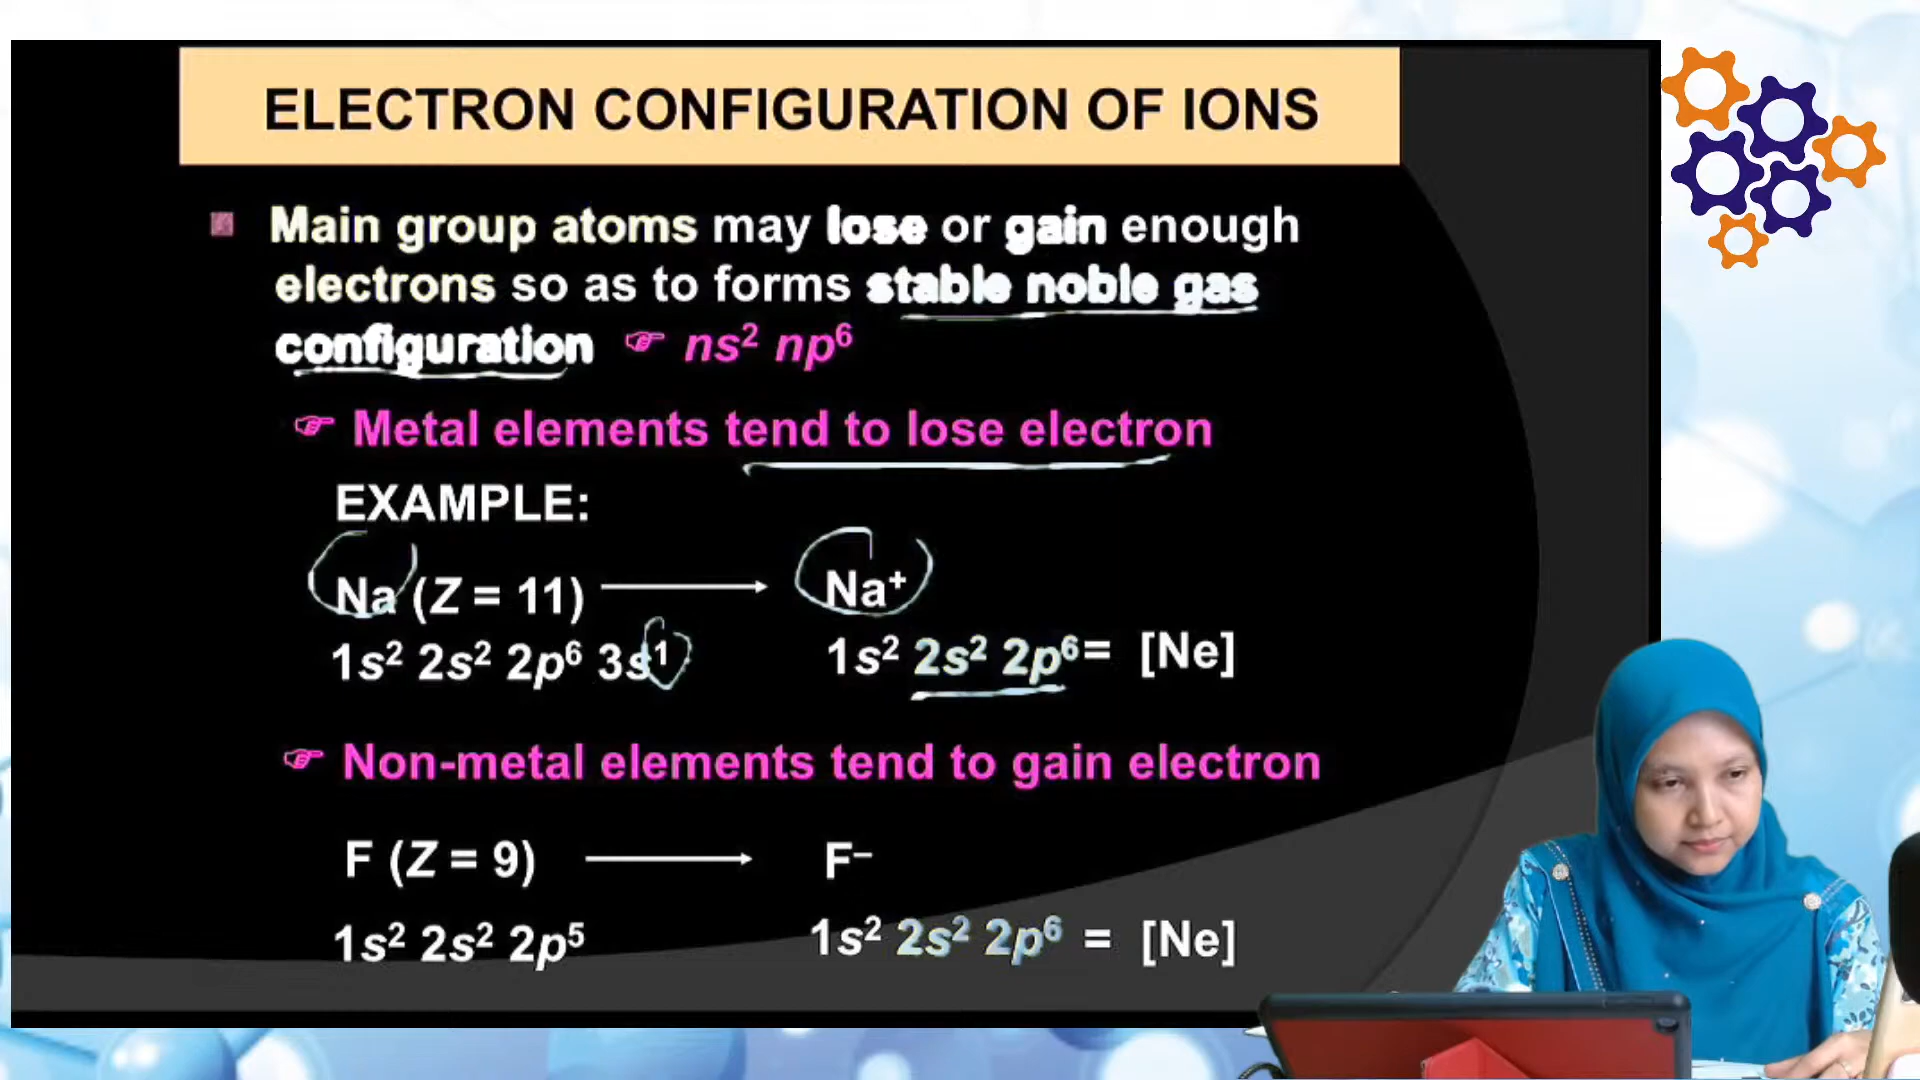 ELECTRON CONFIGURATION OF IONS
Main group atoms may lose or gain enough
electrons so as to forms stable noble gas
configuration ☞ ns² np⁶
☞ Metal elements tend to lose electron
EXAMPLE:
Na (Z = 11) ⟶ Na⁺
1s² 2s² 2p⁶ 3s¹ 1s² 2s² 2p⁶ = [Ne]
☞ Non-metal elements tend to gain electron
F (Z = 9) ⟶ F⁻
1s² 2s² 2p⁵ 1s² 2s² 2p⁶ = [Ne]